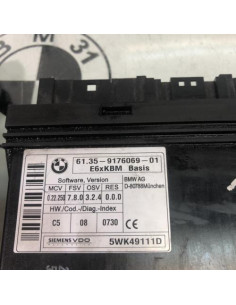 M 31
61.35-9176069-01
E6xKBM Basis
Software, Version
BMW AG
D-80788München
MCV FSV OSV RES
0.22.250 7.8.0 3.2.4 0.0.0
HW./Cod.-/Diag.-Index
C5 08 0730
SIEMENS VDO
5WK49111D